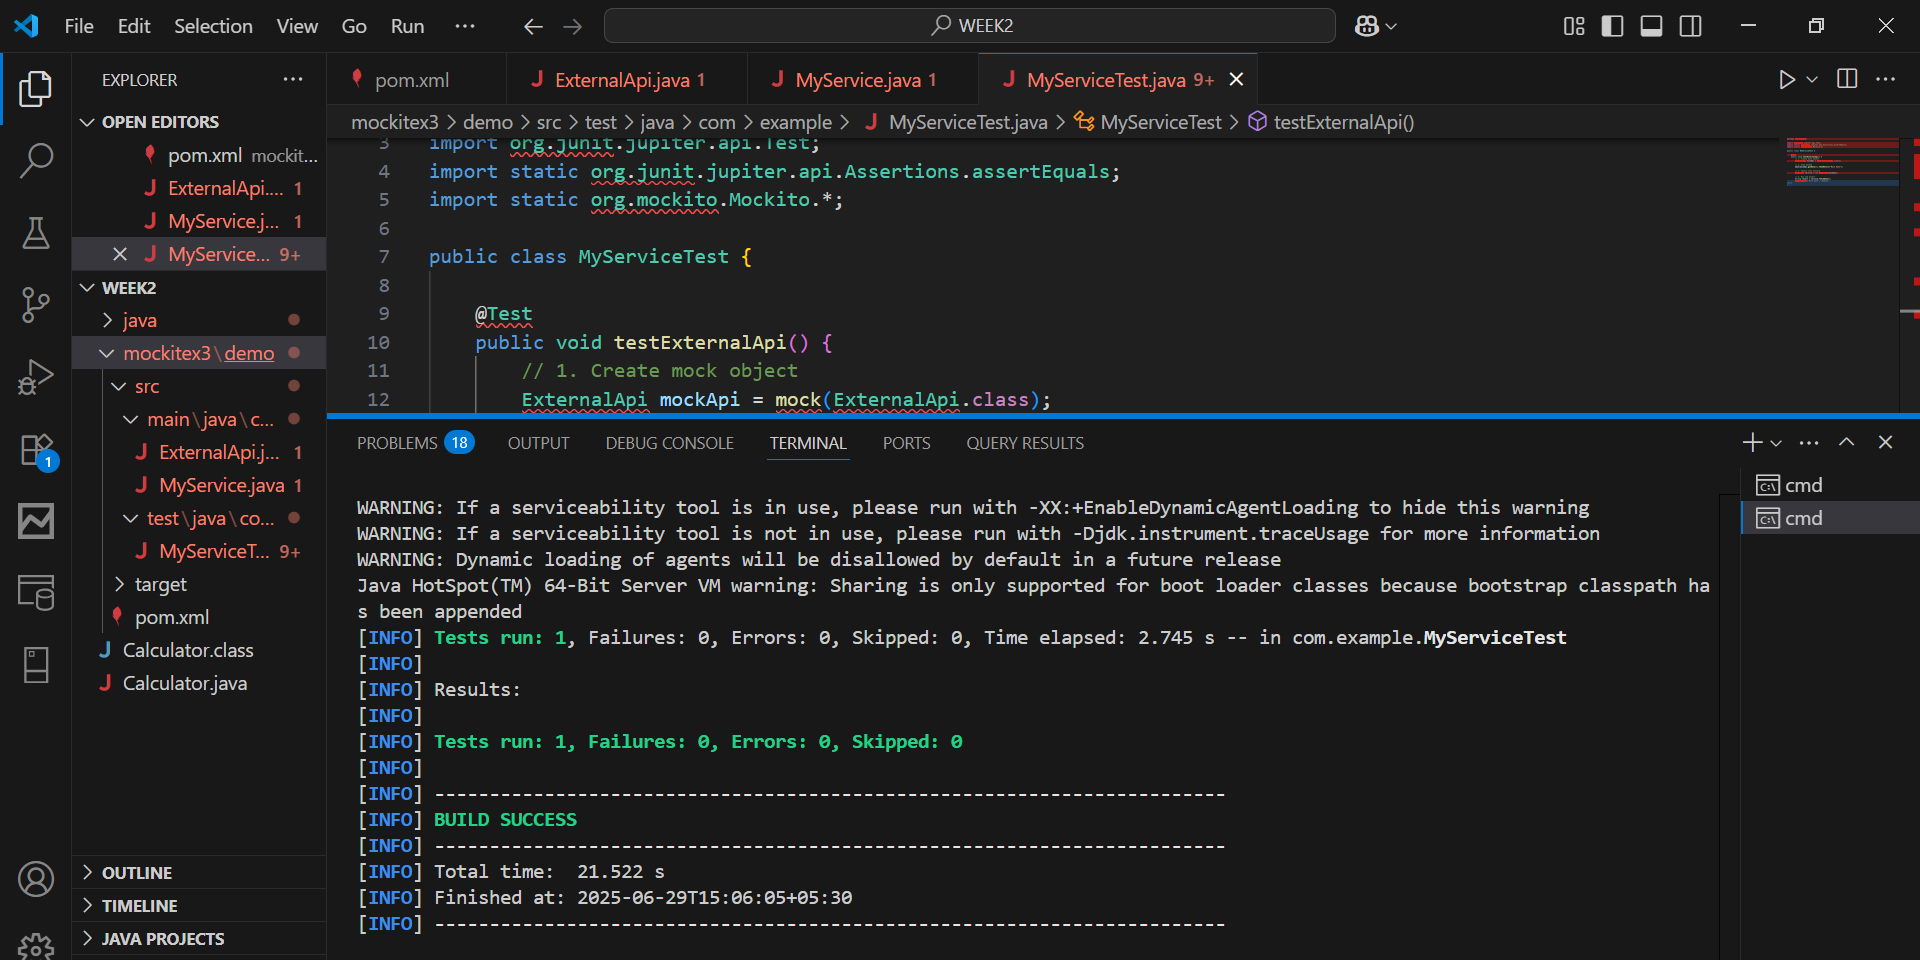 File Edit Selection View Go Run ··· WEEK2
EXPLORER ···
OPEN EDITORS
pom.xml mockit...
ExternalApi.... 1
MyService.j... 1
MyService... 9+
WEEK2
java
mockitex3\demo
src
main\java\c...
ExternalApi.j... 1
MyService.java 1
test\java\co...
MyServiceT... 9+
target
pom.xml
Calculator.class
Calculator.java
OUTLINE
TIMELINE
JAVA PROJECTS
1
pom.xml ExternalApi.java 1 MyService.java 1 MyServiceTest.java 9+
mockitex3 > demo > src > test > java > com > example > MyServiceTest.java > MyServiceTest > testExternalApi()
3 import org.junit.jupiter.api.Test;
4 import static org.junit.jupiter.api.Assertions.assertEquals;
5 import static org.mockito.Mockito.*;
6
7 public class MyServiceTest {
8
9 @Test
10 public void testExternalApi() {
11 // 1. Create mock object
12 ExternalApi mockApi = mock(ExternalApi.class);
PROBLEMS 18 OUTPUT DEBUG CONSOLE TERMINAL PORTS QUERY RESULTS
WARNING: If a serviceability tool is in use, please run with -XX:+EnableDynamicAgentLoading to hide this warning
WARNING: If a serviceability tool is not in use, please run with -Djdk.instrument.traceUsage for more information
WARNING: Dynamic loading of agents will be disallowed by default in a future release
Java HotSpot(TM) 64-Bit Server VM warning: Sharing is only supported for boot loader classes because bootstrap classpath ha
s been appended
[INFO] Tests run: 1, Failures: 0, Errors: 0, Skipped: 0, Time elapsed: 2.745 s -- in com.example.MyServiceTest
[INFO]
[INFO] Results:
[INFO]
[INFO] Tests run: 1, Failures: 0, Errors: 0, Skipped: 0
[INFO]
[INFO] ------------------------------------------------------------------------
[INFO] BUILD SUCCESS
[INFO] ------------------------------------------------------------------------
[INFO] Total time:  21.522 s
[INFO] Finished at: 2025-06-29T15:06:05+05:30
[INFO] ------------------------------------------------------------------------
cmd
cmd